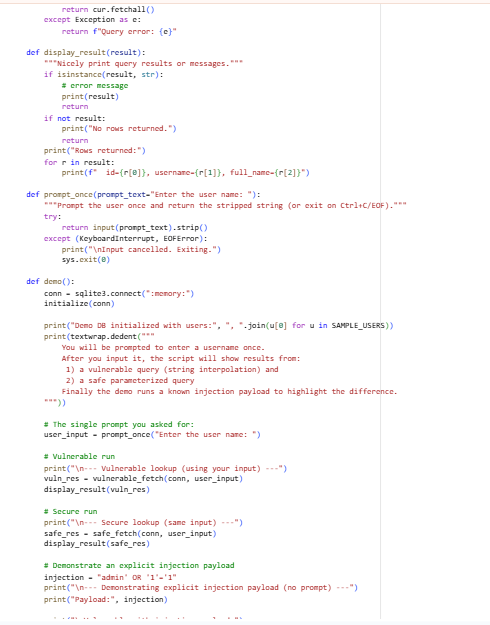 return cur.fetchall()
except Exception as e:
return f"Query error: {e}"
def display_result(result):
"""Nicely print query results or messages."""
if isinstance(result, str):
# error message
print(result)
return
if not result:
print("No rows returned.")
return
print("Rows returned:")
for r in result:
print(f"  id={r[0]}, username={r[1]}, full_name={r[2]}")
def prompt_once(prompt_text="Enter the user name: "):
"""Prompt the user once and return the stripped string (or exit on Ctrl+C/EOF)."""
try:
return input(prompt_text).strip()
except (KeyboardInterrupt, EOFError):
print("\nInput cancelled. Exiting.")
sys.exit(0)
def demo():
conn = sqlite3.connect(":memory:")
initialize(conn)
print("Demo DB initialized with users:", ", ".join(u[0] for u in SAMPLE_USERS))
print(textwrap.dedent("""
You will be prompted to enter a username once.
After you input it, the script will show results from:
1) a vulnerable query (string interpolation) and
2) a safe parameterized query
Finally the demo runs a known injection payload to highlight the difference.
"""))
# The single prompt you asked for:
user_input = prompt_once("Enter the user name: ")
# Vulnerable run
print("\n--- Vulnerable lookup (using your input) ---")
vuln_res = vulnerable_fetch(conn, user_input)
display_result(vuln_res)
# Secure run
print("\n--- Secure lookup (same input) ---")
safe_res = safe_fetch(conn, user_input)
display_result(safe_res)
# Demonstrate an explicit injection payload
injection = "admin' OR '1'='1"
print("\n--- Demonstrating explicit injection payload (no prompt) ---")
print("Payload:", injection)